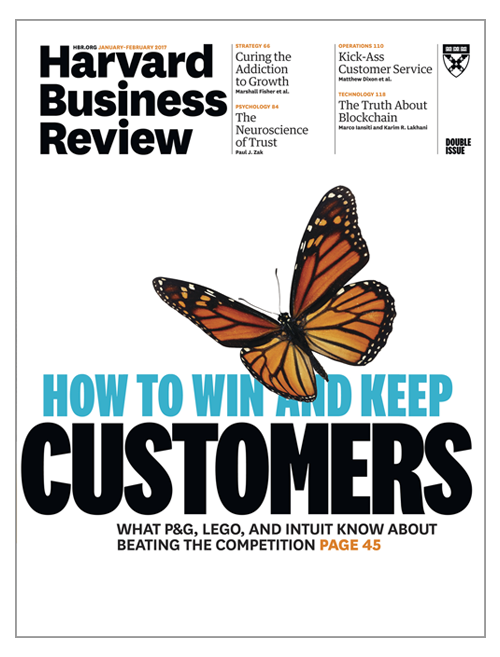 HBR.ORG JANUARY–FEBRUARY 2017
Harvard
Business
Review
STRATEGY 66
Curing the
Addiction
to Growth
Marshall Fisher et al.
PSYCHOLOGY 84
The
Neuroscience
of Trust
Paul J. Zak
OPERATIONS 110
Kick-Ass
Customer Service
Matthew Dixon et al.
TECHNOLOGY 118
The Truth About
Blockchain
Marco Iansiti and Karim R. Lakhani
DOUBLE
ISSUE
HOW TO WIN AND KEEP
CUSTOMERS
WHAT P&G, LEGO, AND INTUIT KNOW ABOUT
BEATING THE COMPETITION PAGE 45